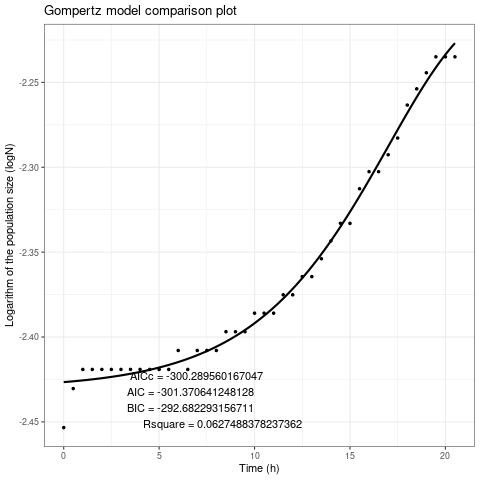 Gompertz model comparison plot
Logarithm of the population size (logN)
-2.25
-2.30
-2.35
-2.40
-2.45
AICc = -300.289560167047
AIC = -301.370641248128
BIC = -292.682293156711
Rsquare = 0.0627488378237362
0
5
10
15
20
Time (h)